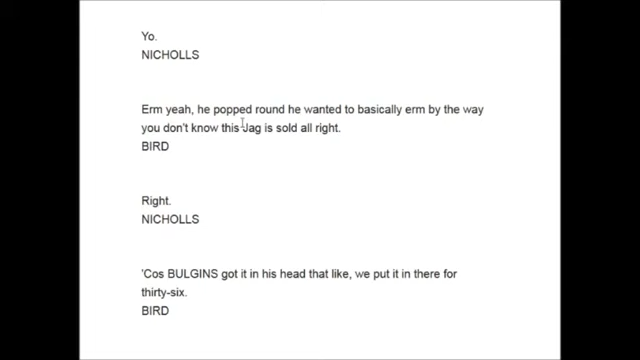 Yo.
NICHOLLS
Erm yeah, he popped round he wanted to basically erm by the way
you don't know this Jag is sold all right.
BIRD
Right.
NICHOLLS
'Cos BULGINS got it in his head that like, we put it in there for
thirty-six.
BIRD